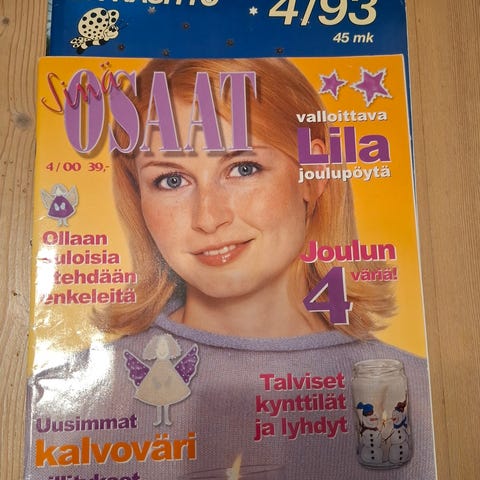 4/93
45 mk
Sinä
OSAAT
4/00 39,-
valloittava
Lila
joulupöytä
Ollaan
suloisia
tehdään
enkeleitä
Joulun
4 väriä!
Talviset
kynttilät
ja lyhdyt
Uusimmat
kalvoväri